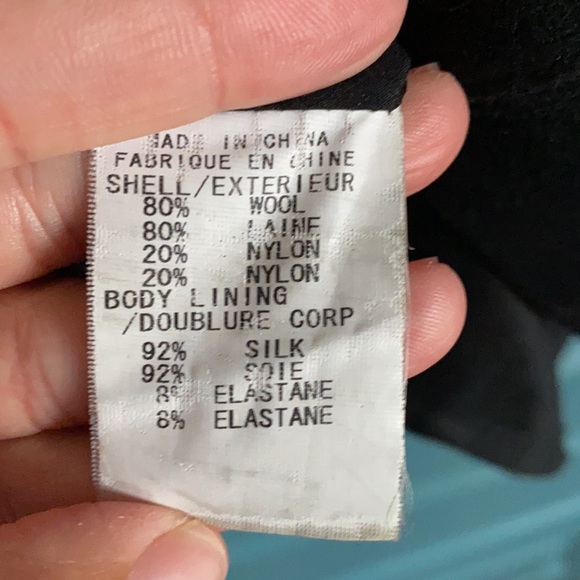 MADE IN CHINA
FABRIQUE EN CHINE
SHELL/EXTERIEUR
80% WOOL
80% LAINE
20% NYLON
20% NYLON
BODY LINING
/DOUBLURE CORP
92% SILK
92% SOIE
8% ELASTANE
8% ELASTANE